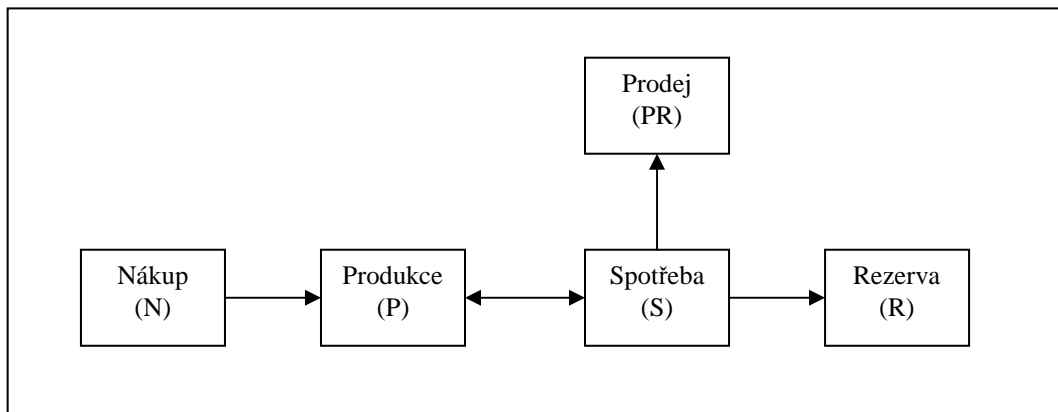 Prodej
(PR)
Nákup
(N)
Produkce
(P)
Spotřeba
(S)
Rezerva
(R)